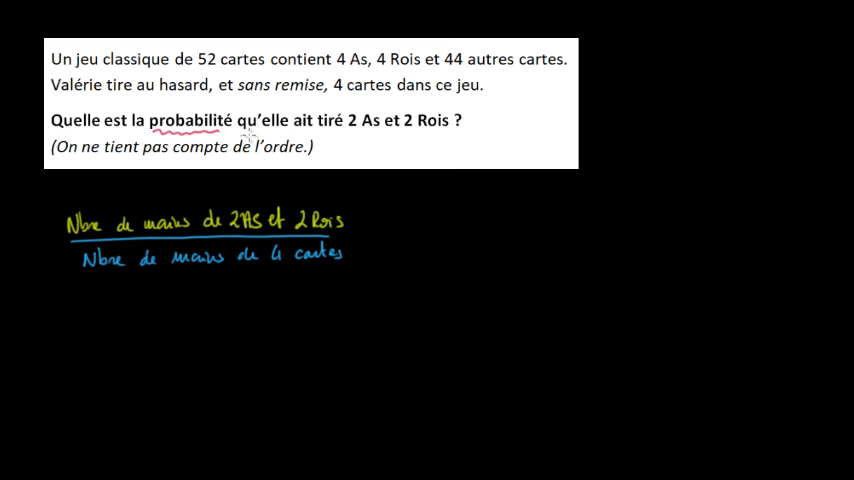 Un jeu classique de 52 cartes contient 4 As, 4 Rois et 44 autres cartes.
Valérie tire au hasard, et sans remise, 4 cartes dans ce jeu.
Quelle est la probabilité qu'elle ait tiré 2 As et 2 Rois ?
(On ne tient pas compte de l'ordre.)
Nbre de mains de 2 As et 2 Rois
Nbre de mains de 4 cartes